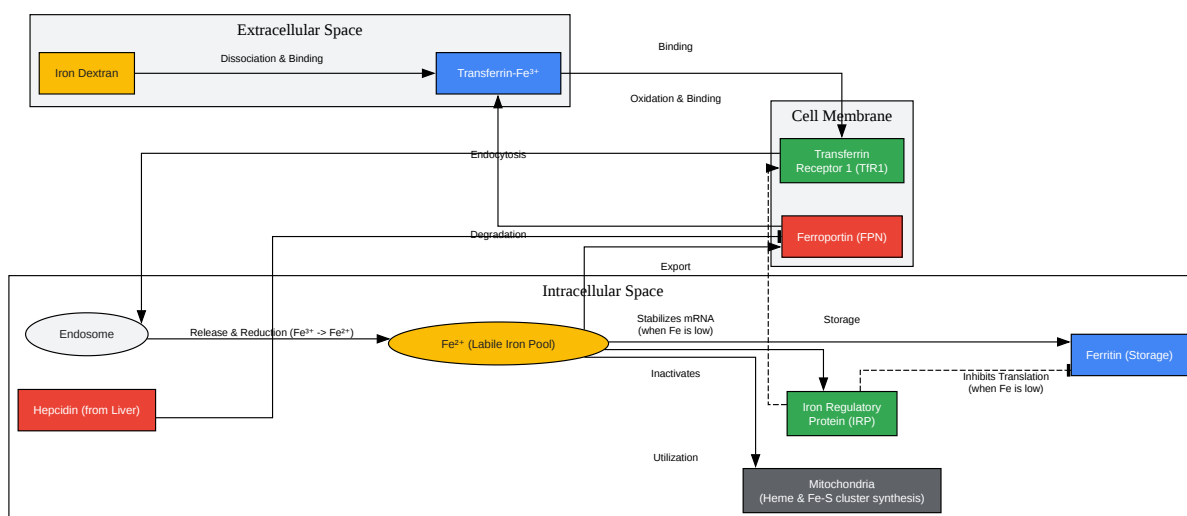 Extracellular Space
Iron Dextran
Dissociation & Binding
Transferrin-Fe³⁺
Binding
Oxidation & Binding
Cell Membrane
Transferrin
Receptor 1 (TfR1)
Endocytosis
Ferroportin (FPN)
Degradation
Export
Intracellular Space
Endosome
Release & Reduction (Fe³⁺ -> Fe²⁺)
Fe²⁺ (Labile Iron Pool)
Stabilizes mRNA
(when Fe is low)
Storage
Ferritin (Storage)
Inactivates
Inhibits Translation
(when Fe is low)
Hepcidin (from Liver)
Iron Regulatory
Protein (IRP)
Utilization
Mitochondria
(Heme & Fe-S cluster synthesis)